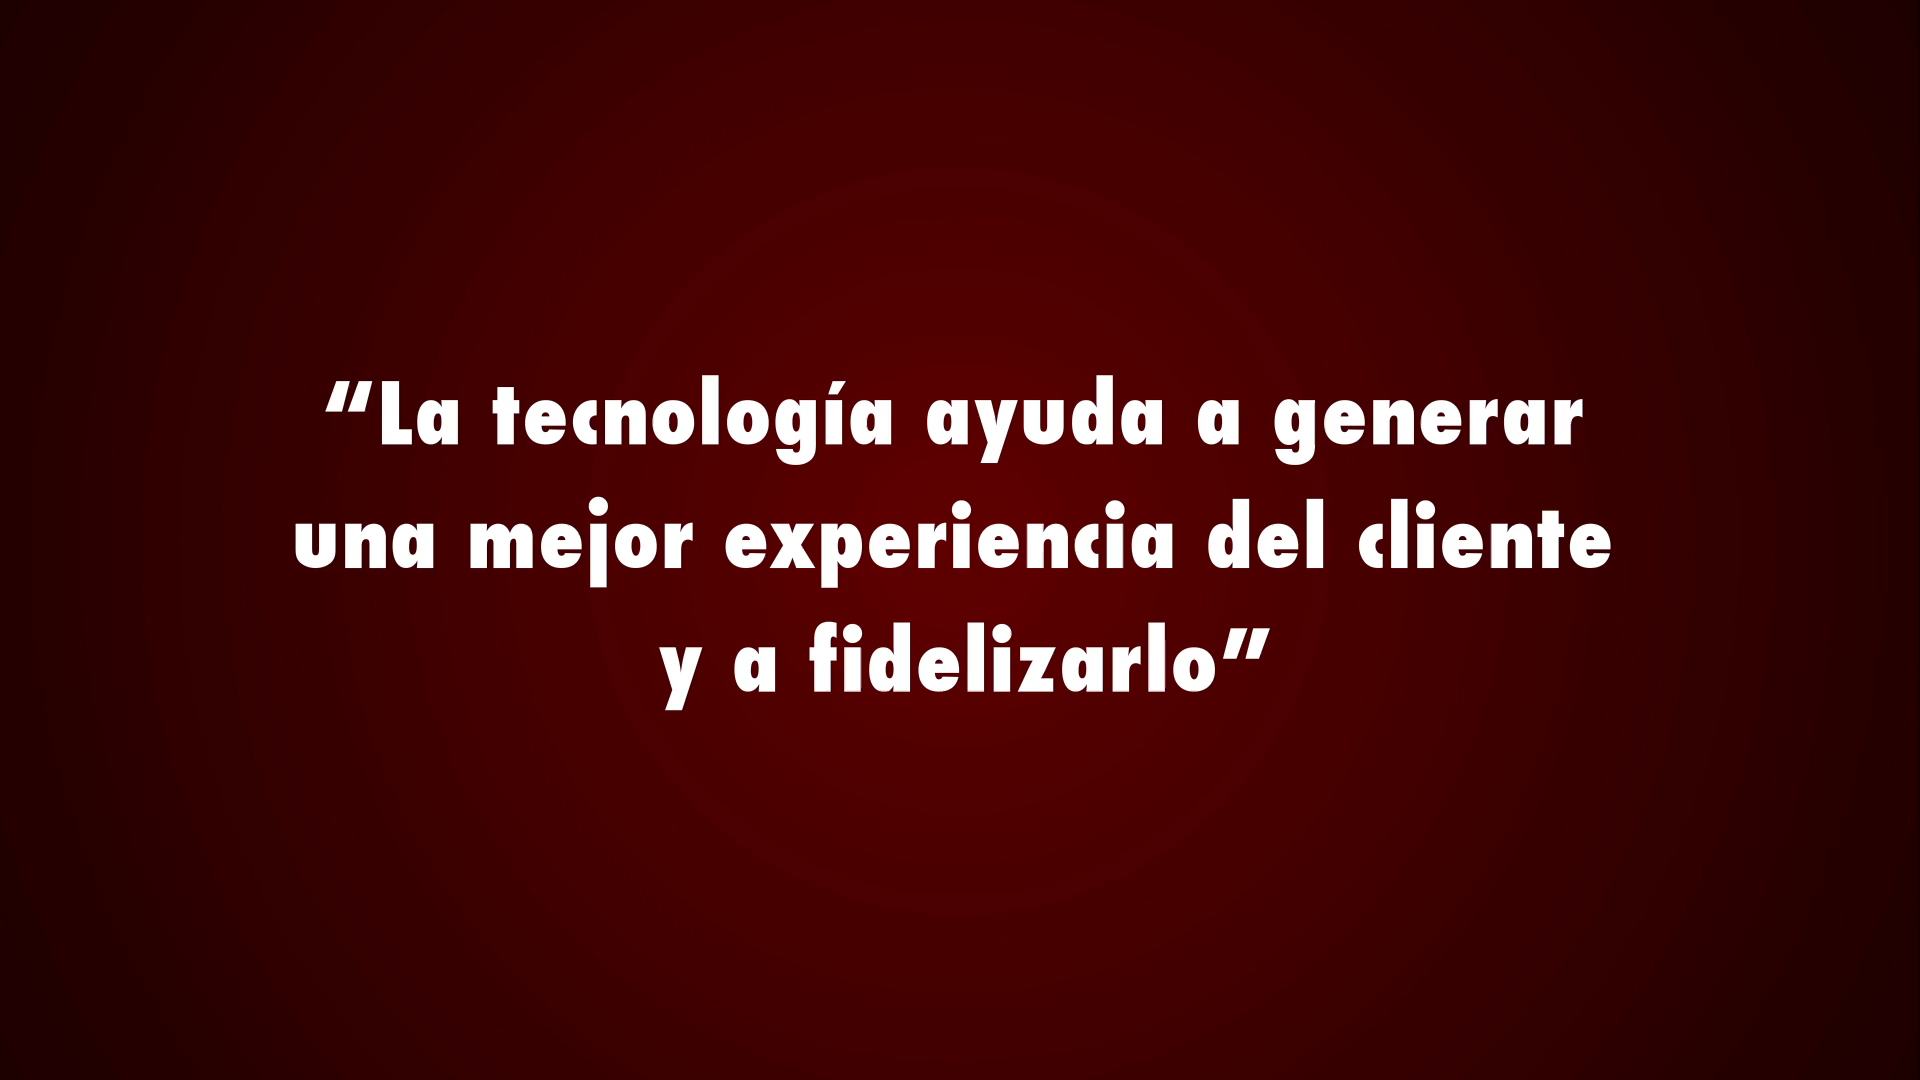 “La tecnología ayuda a generar
una mejor experiencia del cliente
y a fidelizarlo”